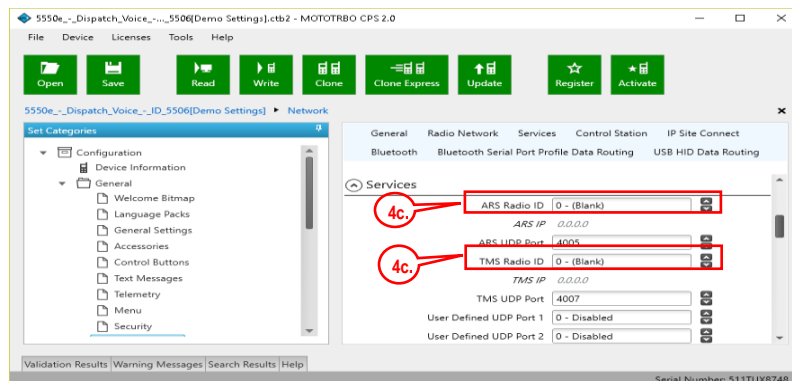 5550e_-_Dispatch_Voice_-..._5506[Demo Settings].ctb2 - MOTOTRBO CPS 2.0
File Device Licenses Tools Help
Open Save Read Write Clone Clone Express Update Register Activate
5550e_-_Dispatch_Voice_-_ID_5506[Demo Settings] Network
Set Categories
Configuration
Device Information
General
Welcome Bitmap
Language Packs
General Settings
Accessories
Control Buttons
Text Messages
Telemetry
Menu
Security
General Radio Network Services Control Station IP Site Connect
Bluetooth Bluetooth Serial Port Profile Data Routing USB HID Data Routing
Services
4c.
ARS Radio ID 0 - (Blank)
ARS IP 0.0.0.0
ARS UDP Port 4005
4c.
TMS Radio ID 0 - (Blank)
TMS IP 0.0.0.0
TMS UDP Port 4007
User Defined UDP Port 1 0 - Disabled
User Defined UDP Port 2 0 - Disabled
Validation Results Warning Messages Search Results Help
Serial Number: 511TUX8748